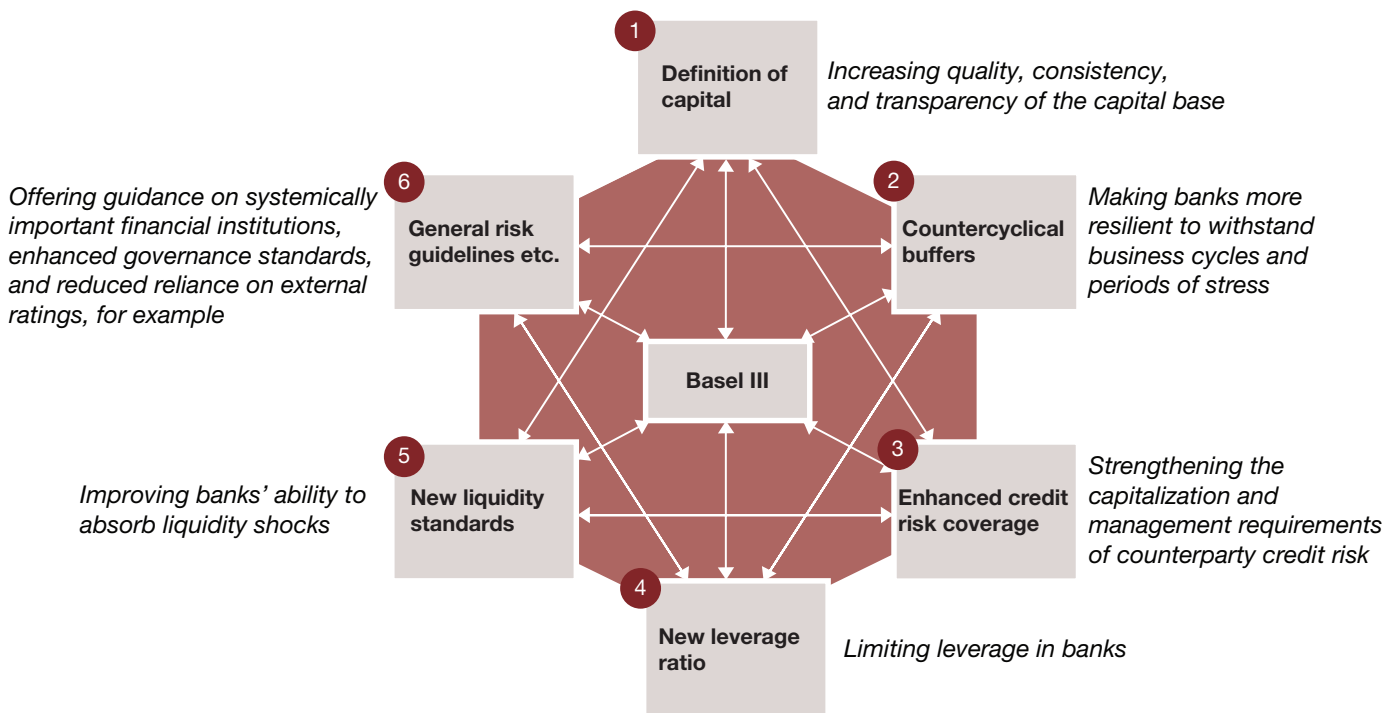 1
Definition of
capital
Increasing quality, consistency,
and transparency of the capital base
2
Countercyclical
buffers
Making banks more
resilient to withstand
business cycles and
periods of stress
3
Enhanced credit
risk coverage
Strengthening the
capitalization and
management requirements
of counterparty credit risk
4
New leverage
ratio
Limiting leverage in banks
5
New liquidity
standards
Improving banks’ ability to
absorb liquidity shocks
6
General risk
guidelines etc.
Offering guidance on systemically
important financial institutions,
enhanced governance standards,
and reduced reliance on external
ratings, for example
Basel III